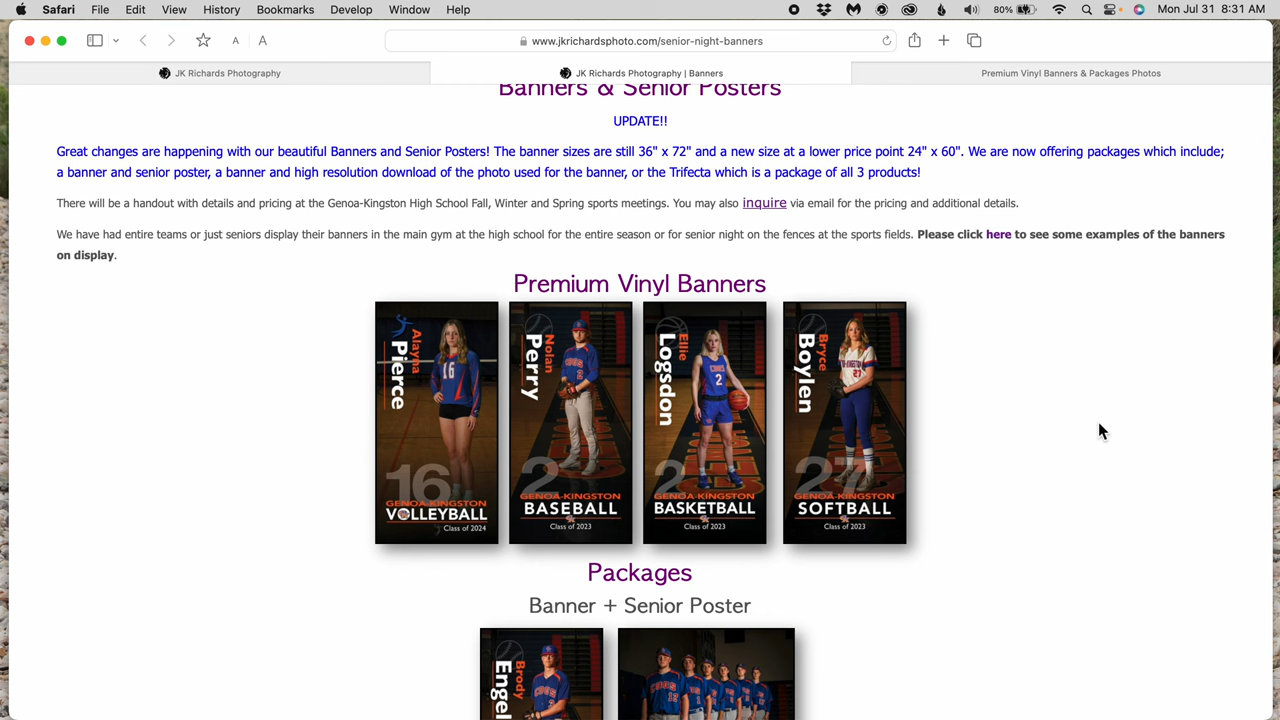 Safari File Edit View History Bookmarks Develop Window Help 80% Mon Jul 31 8:31 AM
A A www.jkrichardsphoto.com/senior-night-banners
JK Richards Photography JK Richards Photography | Banners Premium Vinyl Banners & Packages Photos
Banners & Senior Posters
UPDATE!!
Great changes are happening with our beautiful Banners and Senior Posters! The banner sizes are still 36" x 72" and a new size at a lower price point 24" x 60". We are now offering packages which include;
a banner and senior poster, a banner and high resolution download of the photo used for the banner, or the Trifecta which is a package of all 3 products!
There will be a handout with details and pricing at the Genoa-Kingston High School Fall, Winter and Spring sports meetings. You may also inquire via email for the pricing and additional details.
We have had entire teams or just seniors display their banners in the main gym at the high school for the entire season or for senior night on the fences at the sports fields. Please click here to see some examples of the banners
on display.
Premium Vinyl Banners
Alayna
Pierce
16
16
GENOA-KINGSTON
VOLLEYBALL
Class of 2024
Nolan
Perry
2
2
GENOA-KINGSTON
BASEBALL
Class of 2023
Ellie
Logsdon
COGS
2
2
GENOA-KINGSTON
BASKETBALL
Class of 2023
Bryce
Boylen
27
27
GENOA-KINGSTON
SOFTBALL
Class of 2023
Packages
Banner + Senior Poster
Brody
Engel
COGS